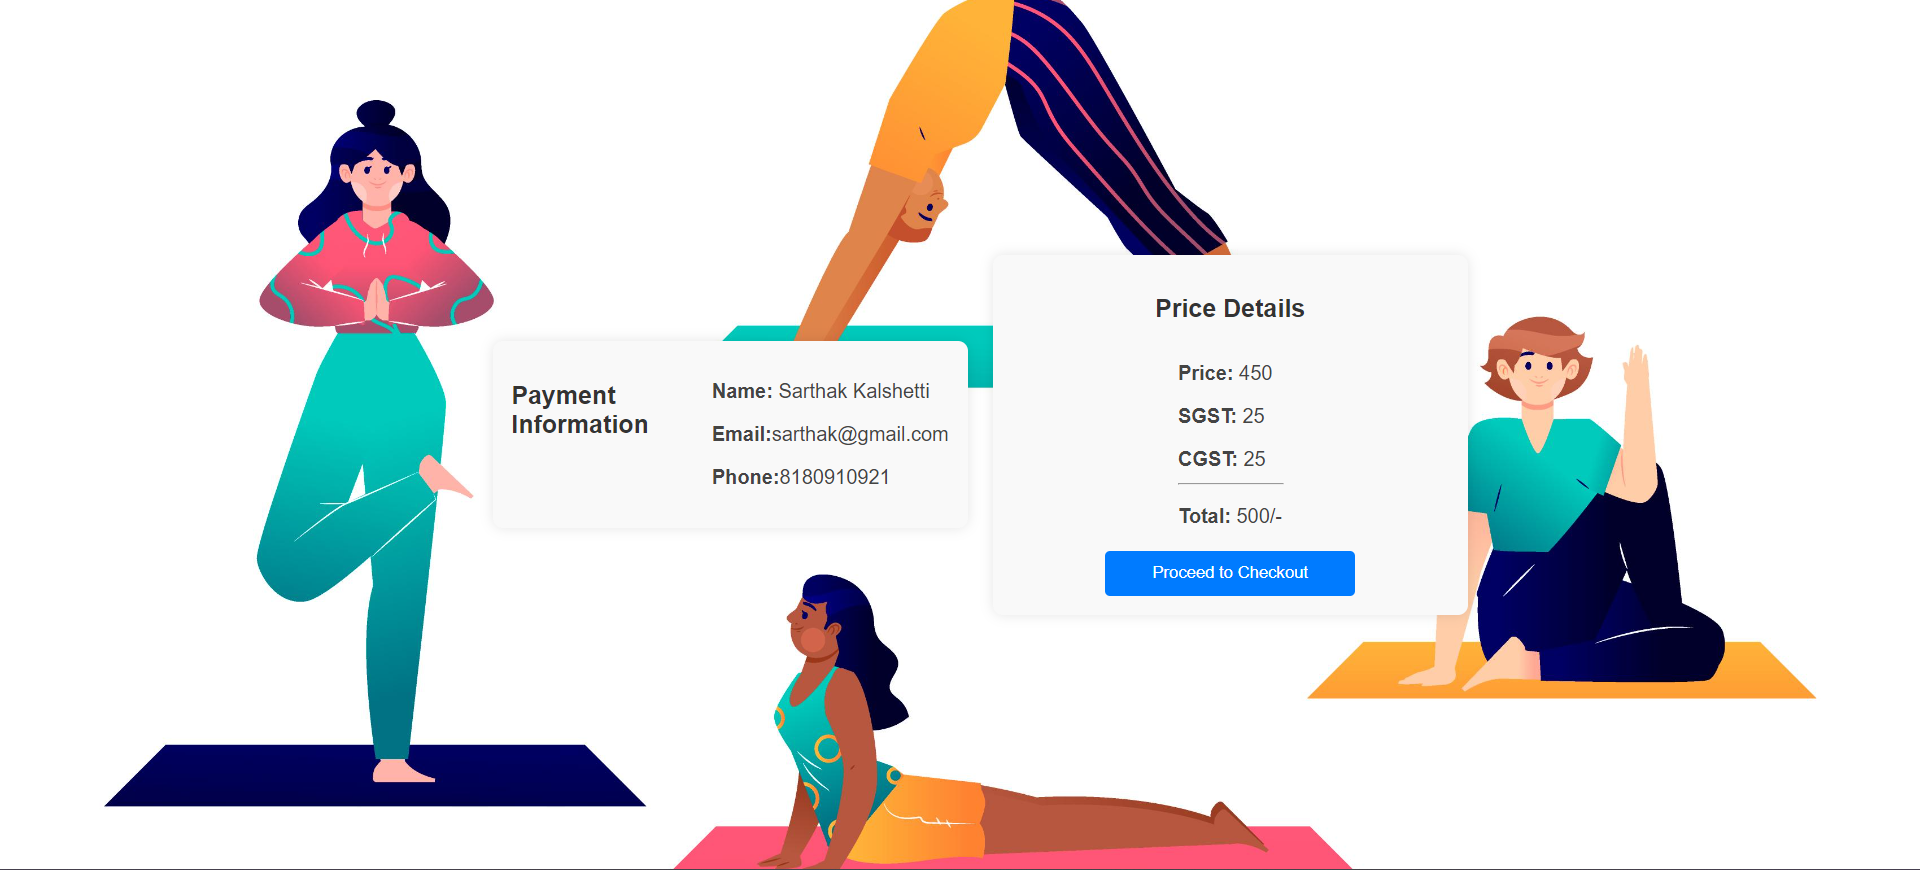 Payment
Information
Name: Sarthak Kalshetti
Email:sarthak@gmail.com
Phone:8180910921
Price Details
Price: 450
SGST: 25
CGST: 25
Total: 500/-
Proceed to Checkout